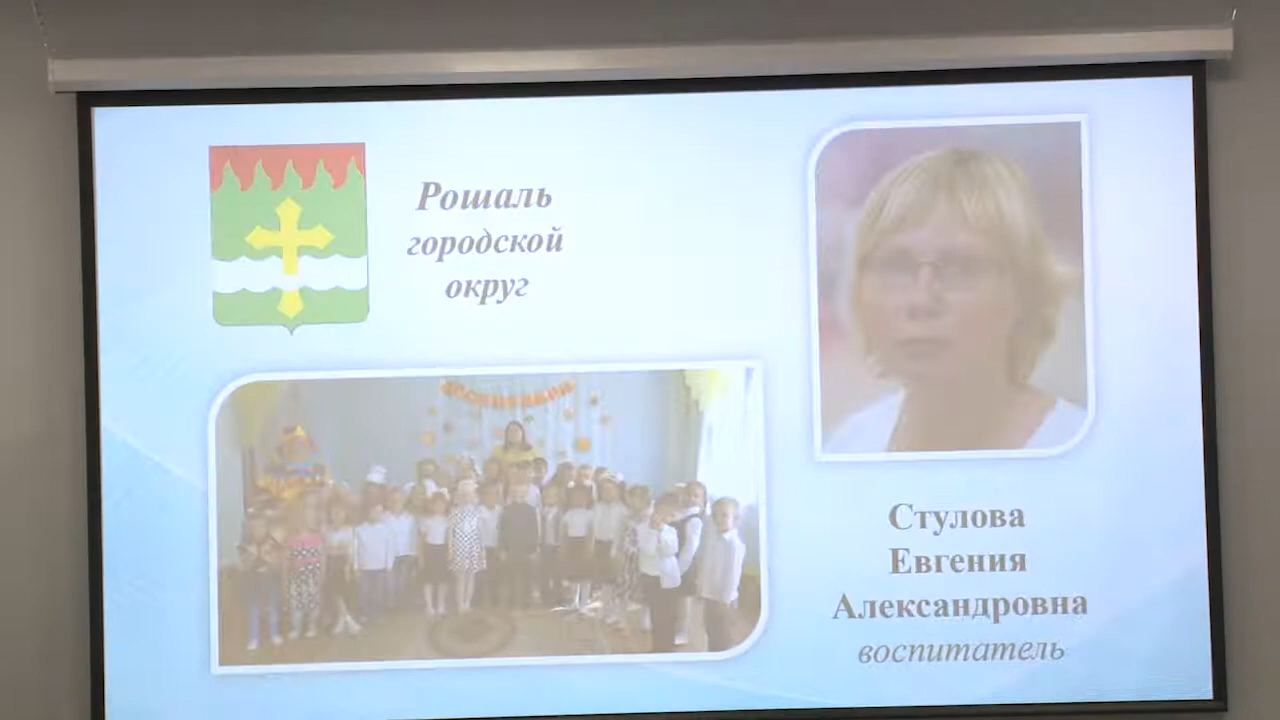 Рошаль
городской
округ
Стулова
Евгения
Александровна
воспитатель